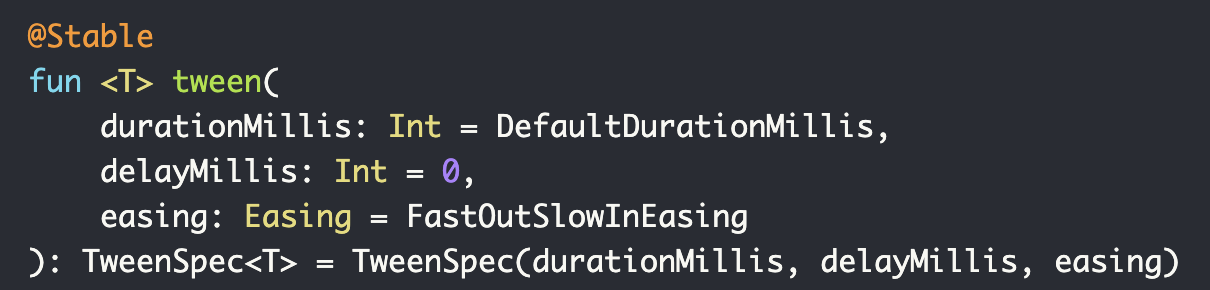 @Stable
fun <T> tween(
    durationMillis: Int = DefaultDurationMillis,
    delayMillis: Int = 0,
    easing: Easing = FastOutSlowInEasing
): TweenSpec<T> = TweenSpec(durationMillis, delayMillis, easing)